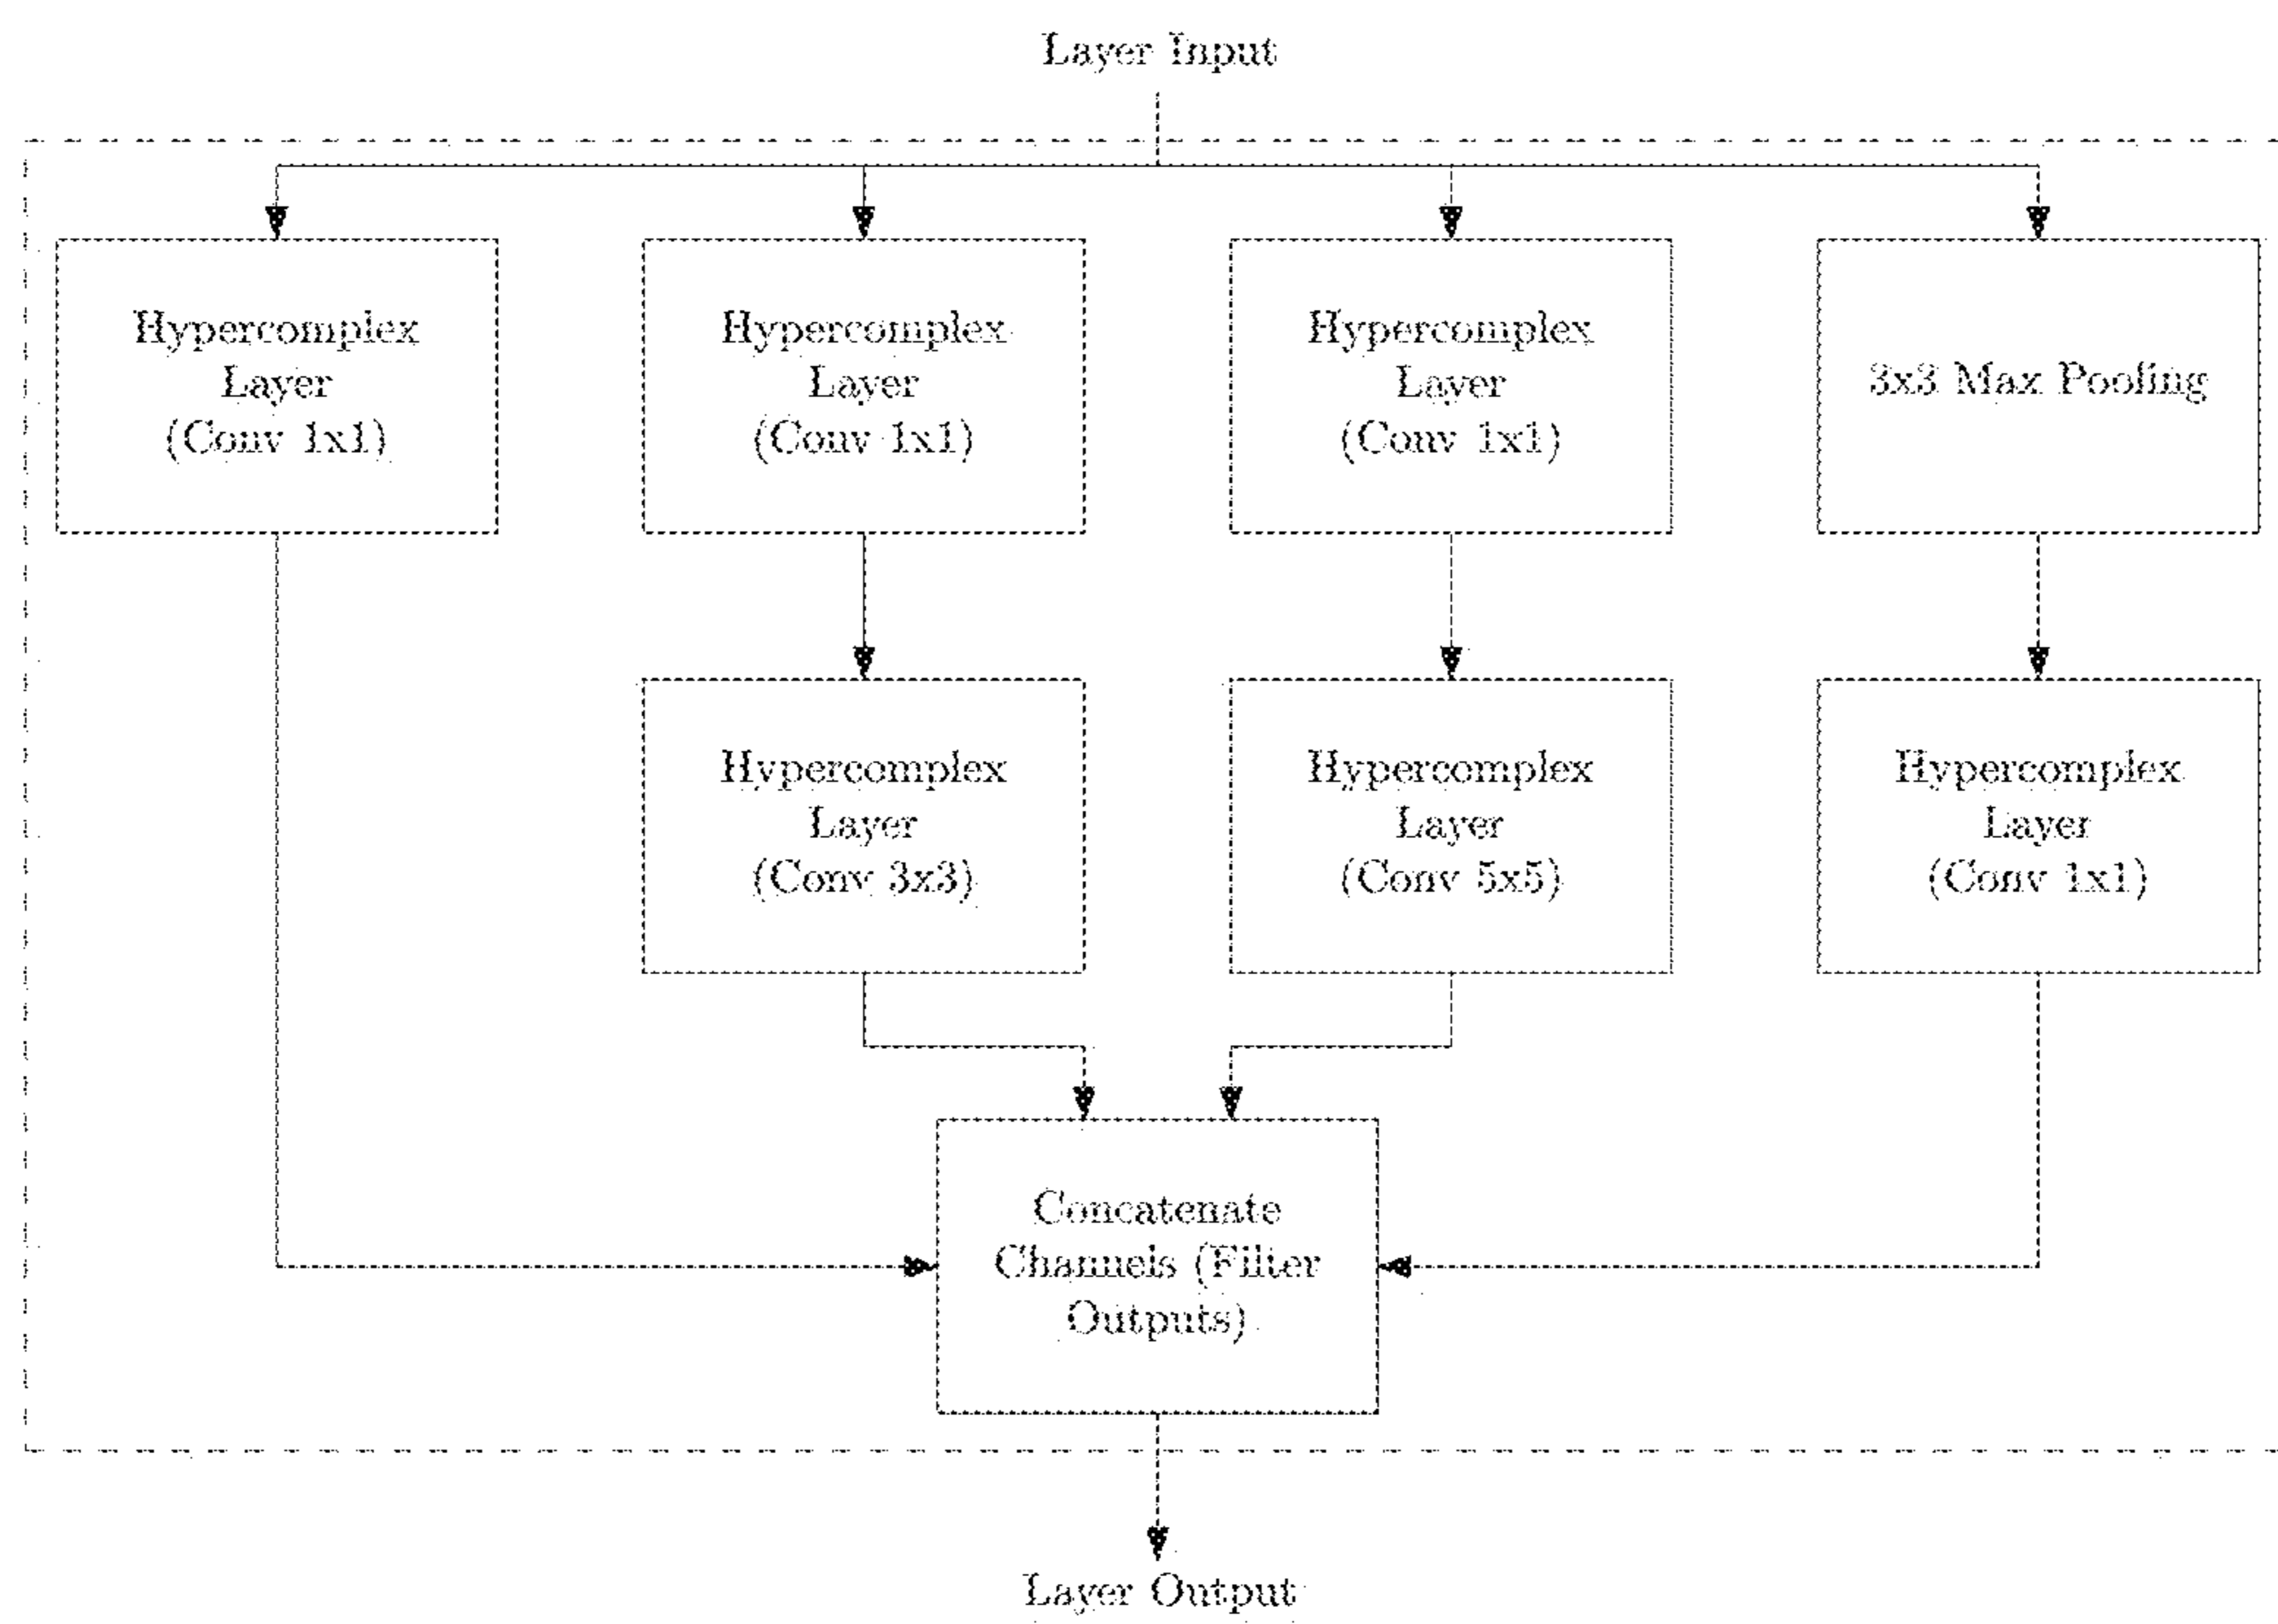 Layer Input
Hypercomplex
Layer
(Conv 1x1)
Hypercomplex
Layer
(Conv 1x1)
Hypercomplex
Layer
(Conv 1x1)
3x3 Max Pooling
Hypercomplex
Layer
(Conv 3x3)
Hypercomplex
Layer
(Conv 5x5)
Hypercomplex
Layer
(Conv 1x1)
Concatenate
Channels (Filter
Outputs)
Layer Output